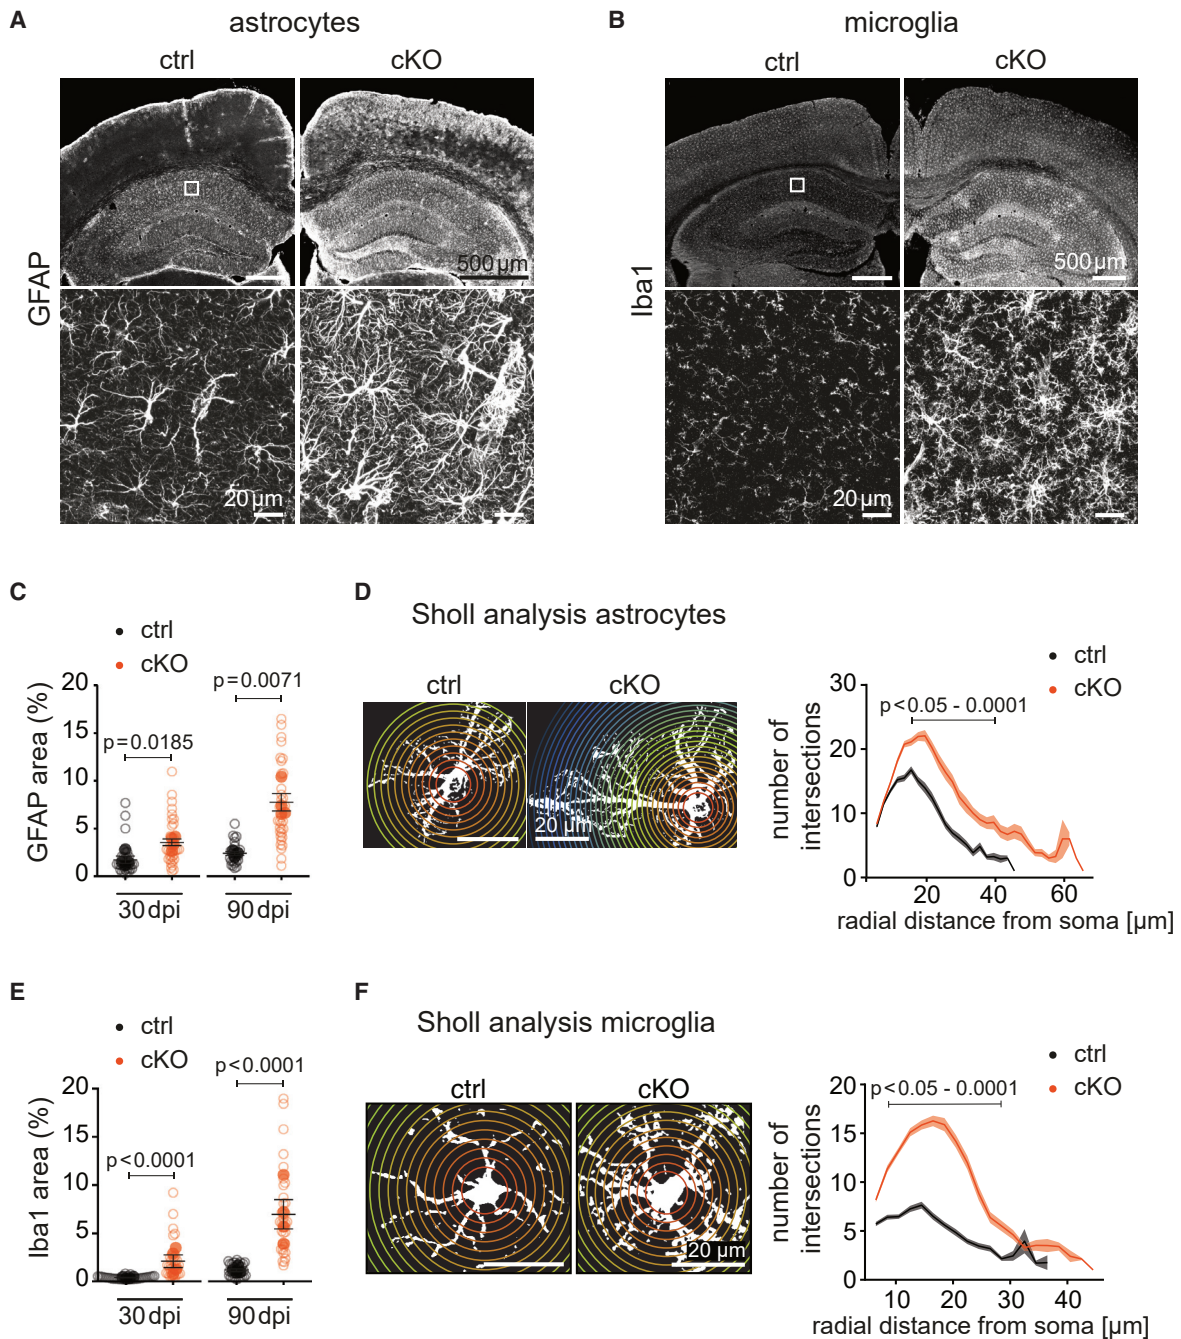 A
astrocytes
ctrl
cKO
GFAP
500 µm
20 µm
B
microglia
ctrl
cKO
Iba1
500 µm
20 µm
C
ctrl
cKO
GFAP area (%)
20
15
10
5
0
p=0.0185
p=0.0071
30 dpi
90 dpi
D
Sholl analysis astrocytes
ctrl
cKO
20 µm
ctrl
cKO
p<0.05 - 0.0001
number of
intersections
30
20
10
0
20
40
60
radial distance from soma [µm]
E
ctrl
cKO
Iba1 area (%)
20
15
10
5
0
p<0.0001
p<0.0001
30 dpi
90 dpi
F
Sholl analysis microglia
ctrl
cKO
20 µm
ctrl
cKO
p<0.05 - 0.0001
number of
intersections
20
15
10
5
0
10
20
30
40
radial distance from soma [µm]